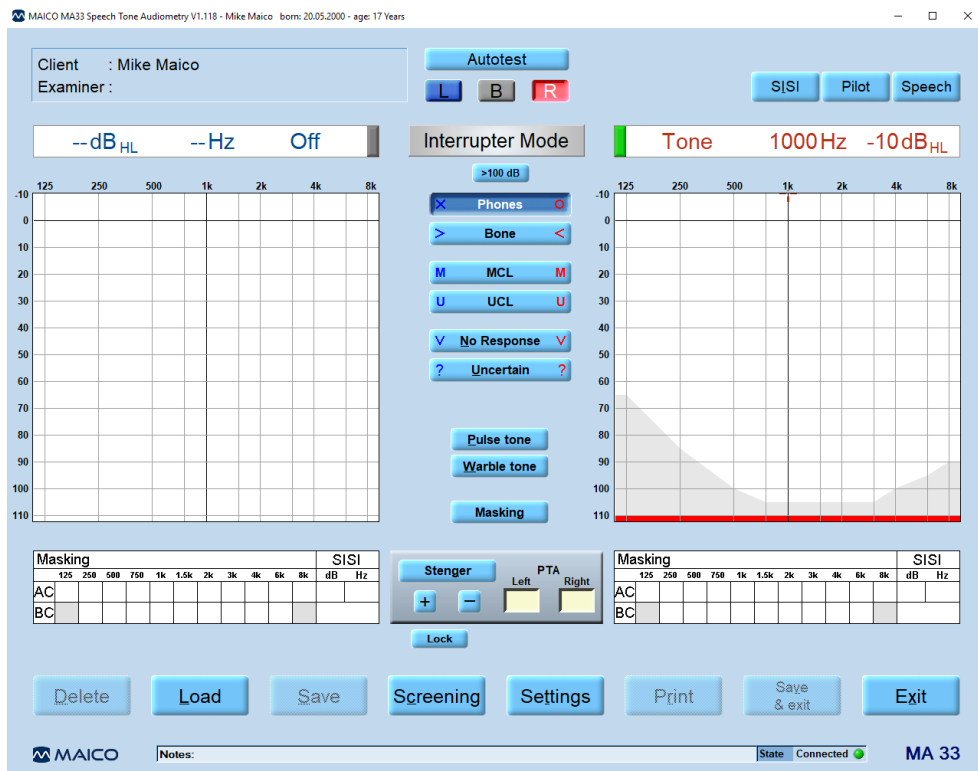 MAICO MA33 Speech Tone Audiometry V1.118 - Mike Maico born: 20.05.2000 - age: 17 Years
Client : Mike Maico
Examiner :
Autotest
L B R
SISI Pilot Speech
--dB HL --Hz Off
Interrupter Mode
Tone 1000Hz -10dB HL
>100 dB
125 250 500 1k 2k 4k 8k
-10
0
10
20
30
40
50
60
70
80
90
100
110
X Phones O
> Bone <
M MCL M
U UCL U
V No Response V
? Uncertain ?
Pulse tone
Warble tone
Masking
125 250 500 1k 2k 4k 8k
-10
0
10
20
30
40
50
60
70
80
90
100
110
Masking SISI
125 250 500 750 1k 1.5k 2k 3k 4k 6k 8k dB Hz
AC
BC
Stenger PTA
Left Right
+ −
Lock
Masking SISI
125 250 500 750 1k 1.5k 2k 3k 4k 6k 8k dB Hz
AC
BC
Delete Load Save Screening Settings Print Save & exit Exit
MAICO Notes: State Connected MA 33